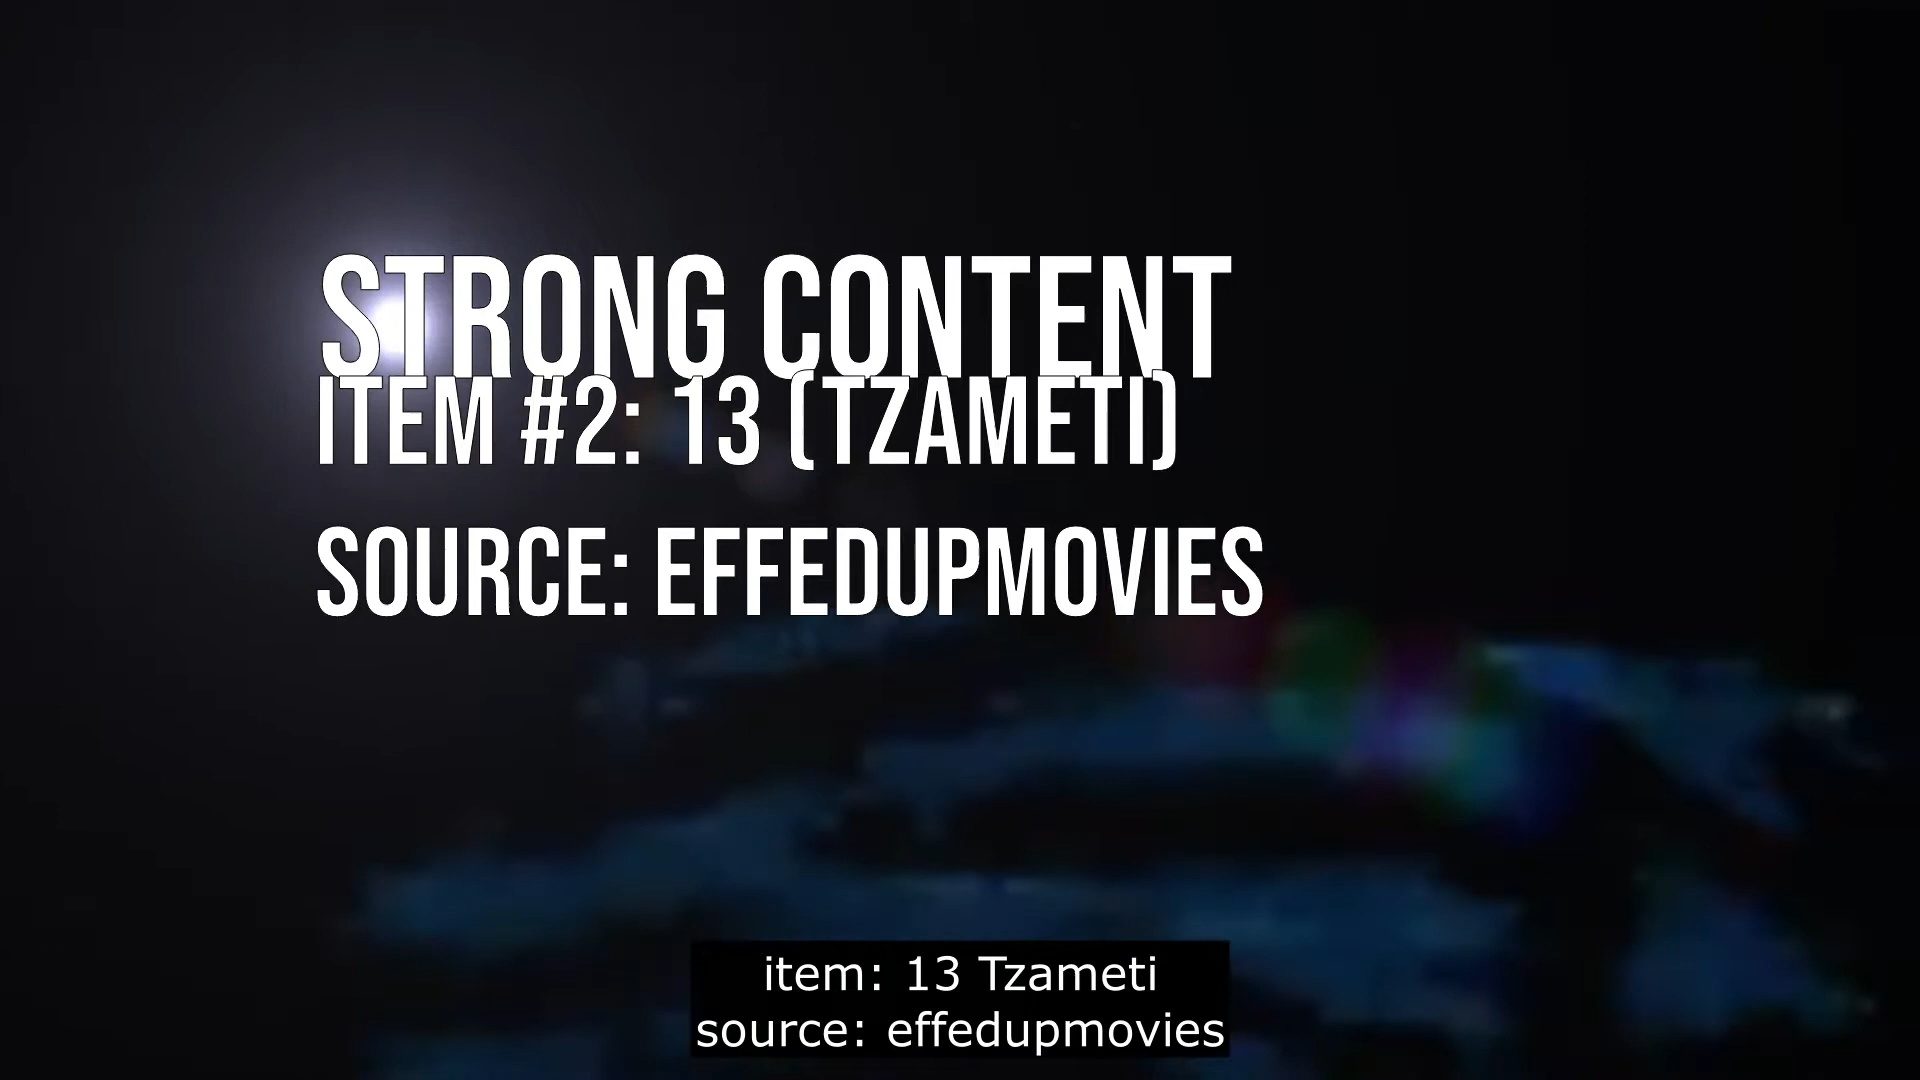 STRONG CONTENT
ITEM #2: 13 (TZAMETI)
SOURCE: EFFEDUPMOVIES
item: 13 Tzameti
source: effedupmovies